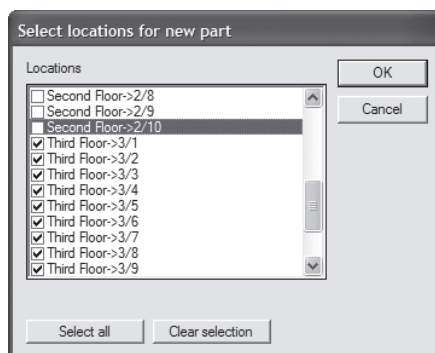 Select locations for new part
Locations
OK
Cancel
Second Floor->2/8
Second Floor->2/9
Second Floor->2/10
Third Floor->3/1
Third Floor->3/2
Third Floor->3/3
Third Floor->3/4
Third Floor->3/5
Third Floor->3/6
Third Floor->3/7
Third Floor->3/8
Third Floor->3/9
Select all
Clear selection